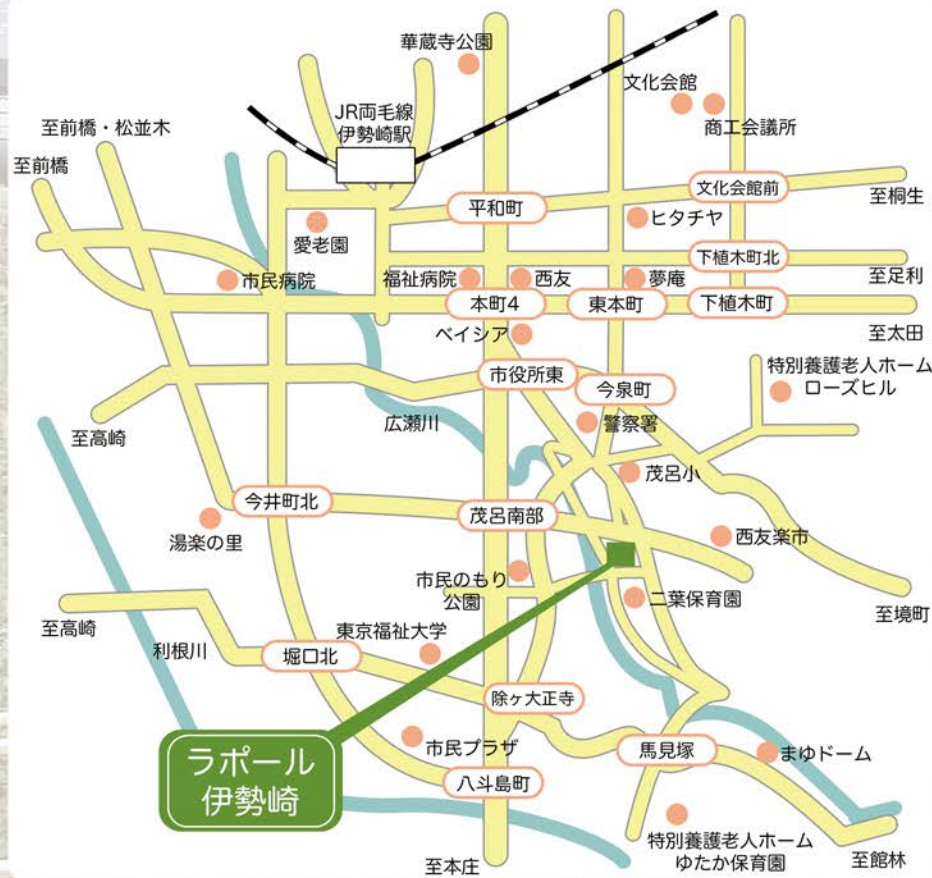 華蔵寺公園
文化会館
JR両毛線
伊勢崎駅
商工会議所
至前橋・松並木
至前橋
文化会館前
至桐生
平和町
ヒタチヤ
愛老園
下植木町北
至足利
市民病院
福祉病院
西友
夢庵
本町4
東本町
下植木町
至太田
ベイシア
特別養護老人ホーム
ローズヒル
市役所東
今泉町
広瀬川
警察署
至高崎
茂呂小
今井町北
茂呂南部
西友楽市
湯楽の里
市民のもり
公園
二葉保育園
至境町
至高崎
東京福祉大学
利根川
堀口北
除ヶ大正寺
市民プラザ
馬見塚
まゆドーム
ラポール
伊勢崎
八斗島町
特別養護老人ホーム
ゆたか保育園
至館林
至本庄